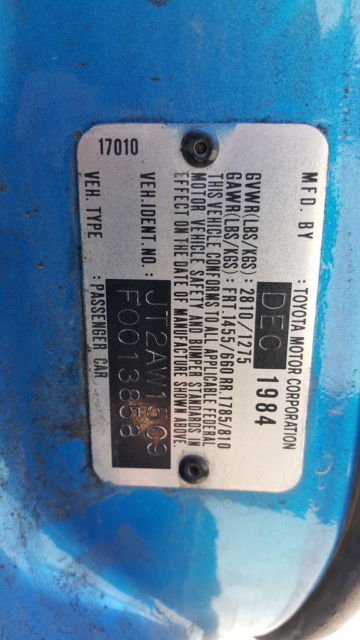 MFD. BY : TOYOTA MOTOR CORPORATION
DEC 1984
GVWR(LBS/KGS) : 2810/1275
GAWR(LBS/KGS) : FRT.1455/660 RR.1785/810
THIS VEHICLE CONFORMS TO ALL APPLICABLE FEDERAL
MOTOR VEHICLE SAFETY AND BUMPER STANDARDS IN
EFFECT ON THE DATE OF MANUFACTURE SHOWN ABOVE.
VEH.IDENT.NO. : JT2AW1509
F0013858
VEH. TYPE : PASSENGER CAR
17010